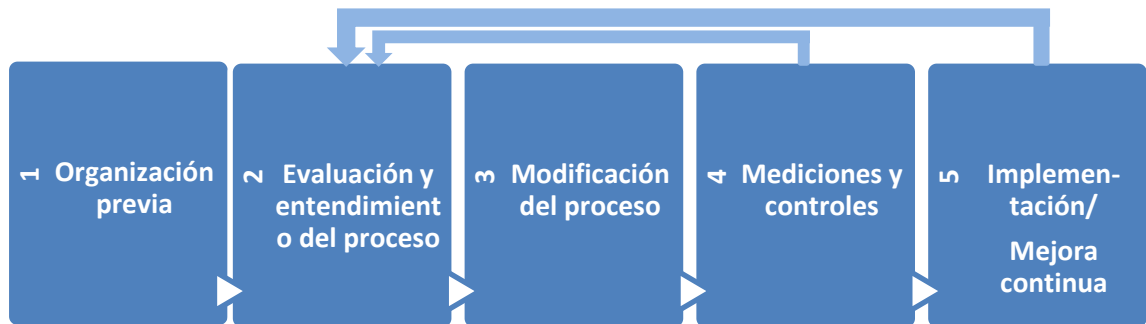 1
Organización
previa
2
Evaluación y
entendimient
o del proceso
3
Modificación
del proceso
4
Mediciones y
controles
5
Implemen-
tación/
Mejora
continua